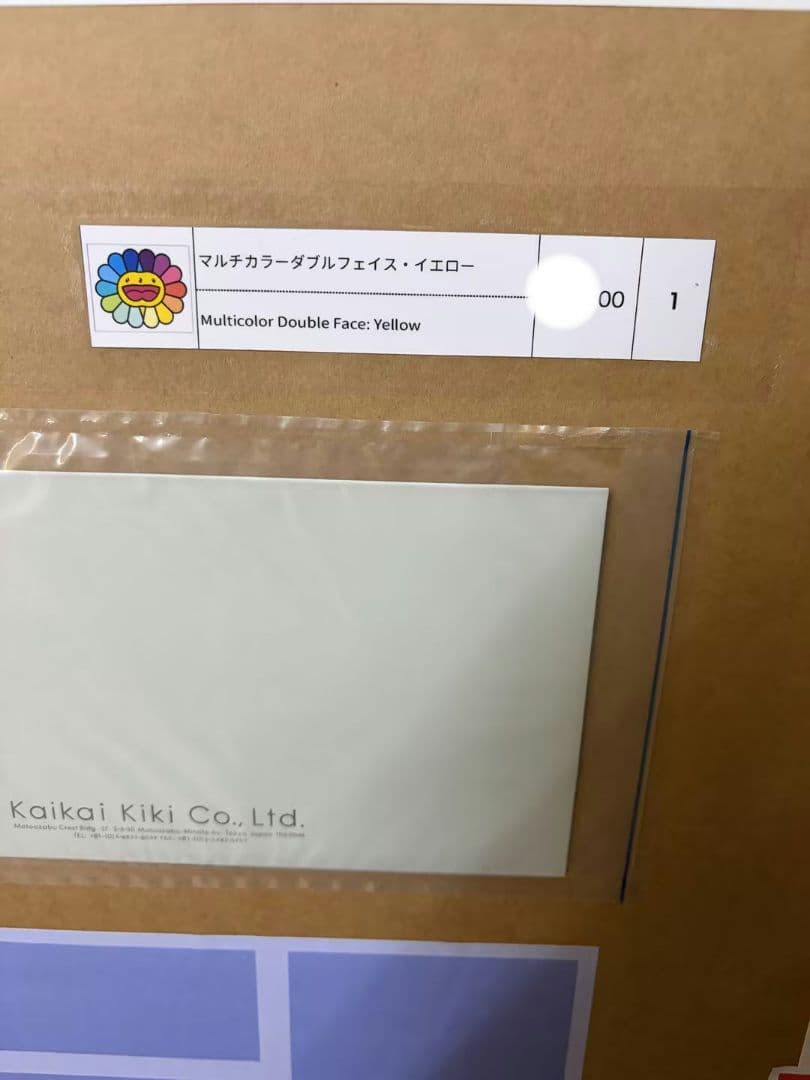 マルチカラーダブルフェイス・イエロー
Multicolor Double Face: Yellow
00
1
Kaikai Kiki Co., Ltd.